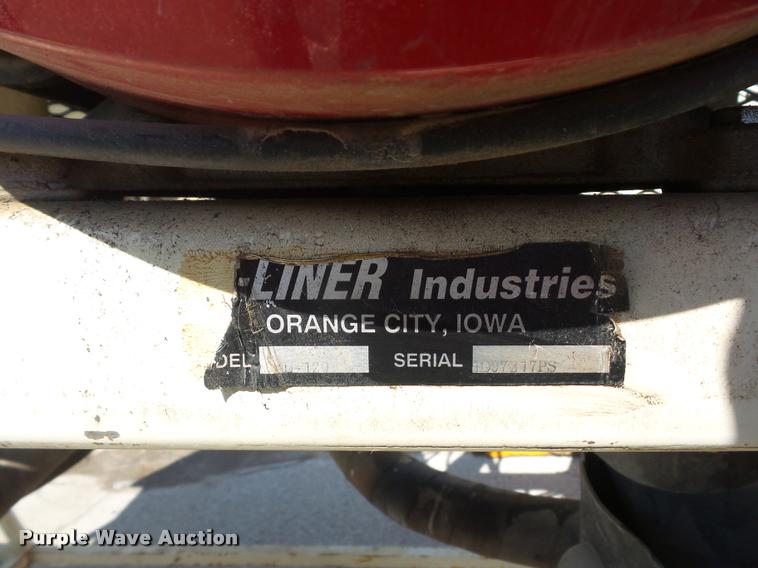 -LINER Industries
ORANGE CITY, IOWA
DEL SERIAL
Purple Wave Auction